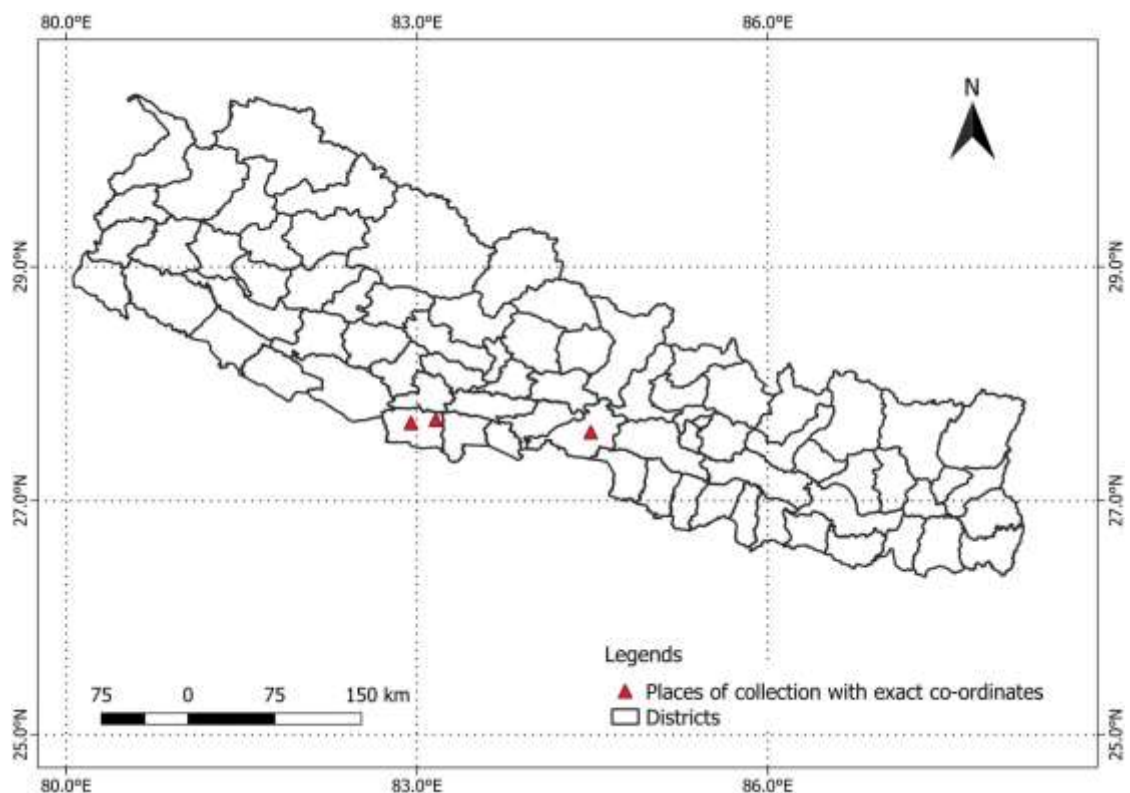 80.0°E 83.0°E 86.0°E
N
29.0°N 29.0°N
27.0°N 27.0°N
Legends
75 0 75 150 km
Places of collection with exact co-ordinates
Districts
25.0°N 25.0°N
80.0°E 83.0°E 86.0°E